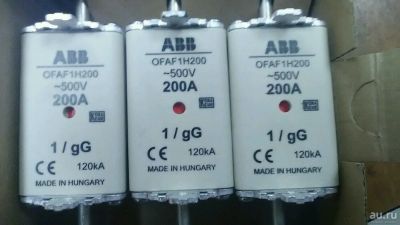 ABB
OFAF1H200
~500V
200A
1 / gG
CE 120kA
MADE IN HUNGARY
ABB
OFAF1H200
~500V
200A
1 / gG
CE 120kA
MADE IN HUNGARY
ABB
OFAF1H200
~500V
200A
1 / gG
CE 120kA
MADE IN HUNGARY
au.ru